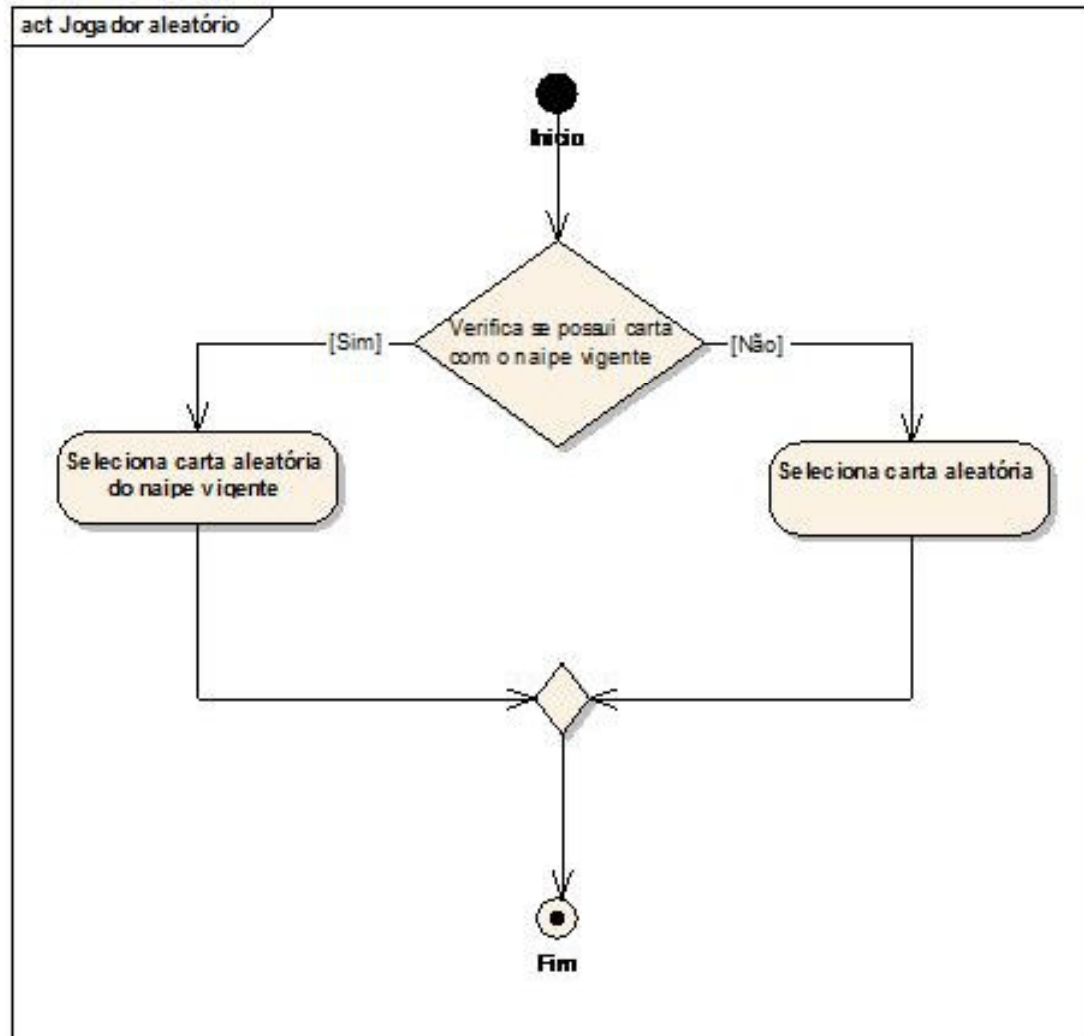 act Jogador aleatório
Início
Verifica se possui carta
com o naipe vigente
[Sim]
[Não]
Seleciona carta aleatória
do naipe vigente
Seleciona carta aleatória
Fim